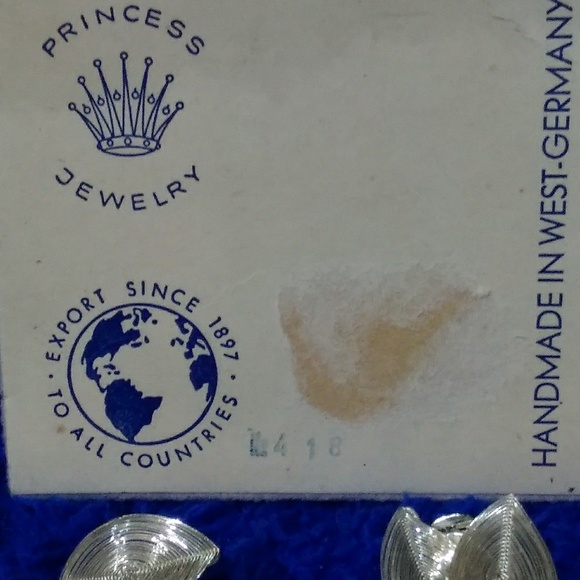 PRINCESS
JEWELRY
EXPORT SINCE 1897
· TO ALL COUNTRIES ·
418
HANDMADE IN WEST-GERMANY